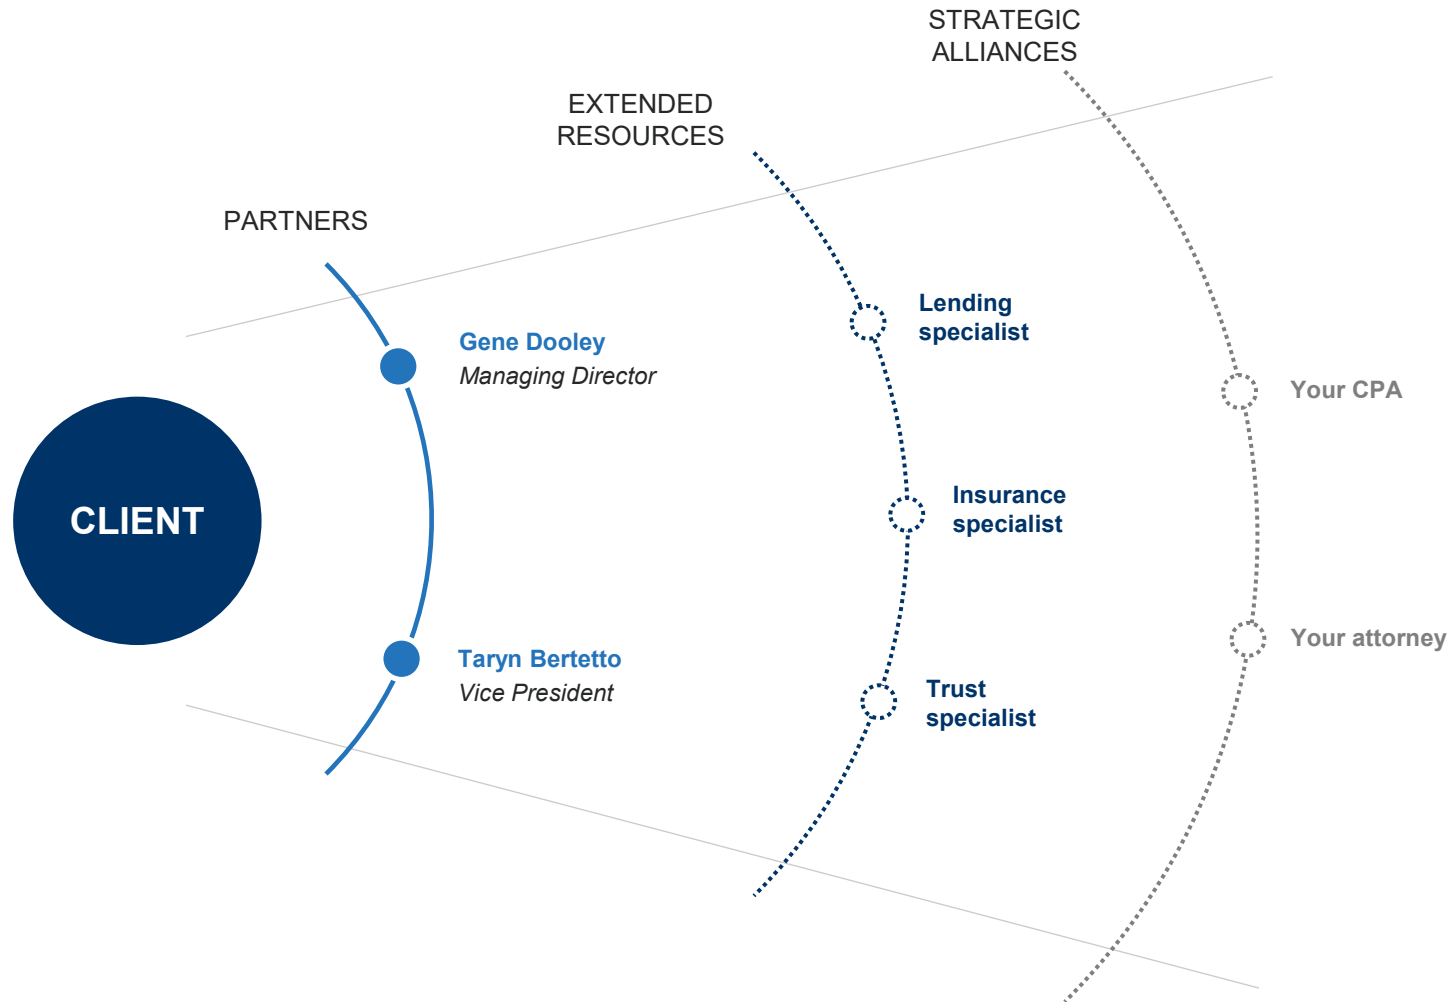 STRATEGIC
ALLIANCES
EXTENDED
RESOURCES
PARTNERS
CLIENT
Gene Dooley
Managing Director
Taryn Bertetto
Vice President
Lending
specialist
Insurance
specialist
Trust
specialist
Your CPA
Your attorney